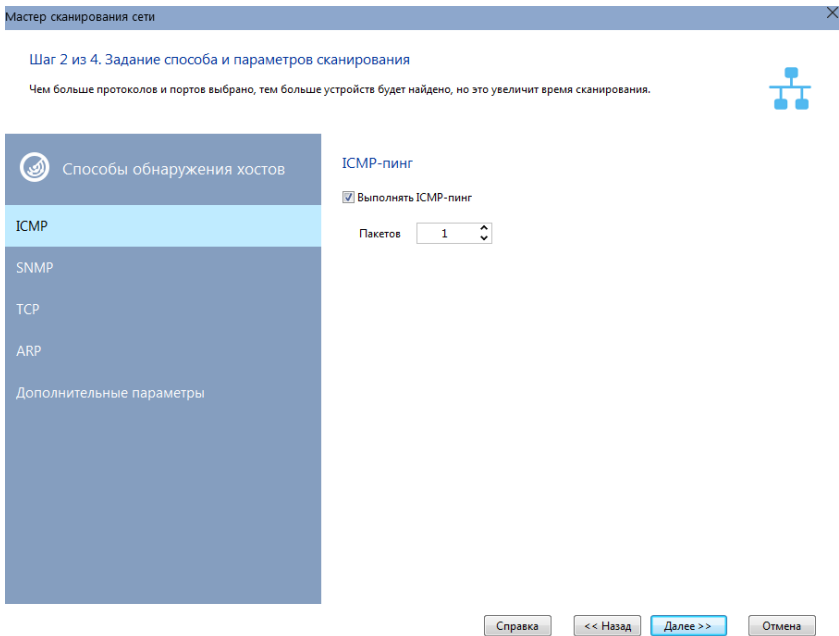 Мастер сканирования сети
Шаг 2 из 4. Задание способа и параметров сканирования
Чем больше протоколов и портов выбрано, тем больше устройств будет найдено, но это увеличит время сканирования.
Способы обнаружения хостов
ICMP
SNMP
TCP
ARP
Дополнительные параметры
ICMP-пинг
Выполнять ICMP-пинг
Пакетов 1
Справка << Назад Далее >> Отмена